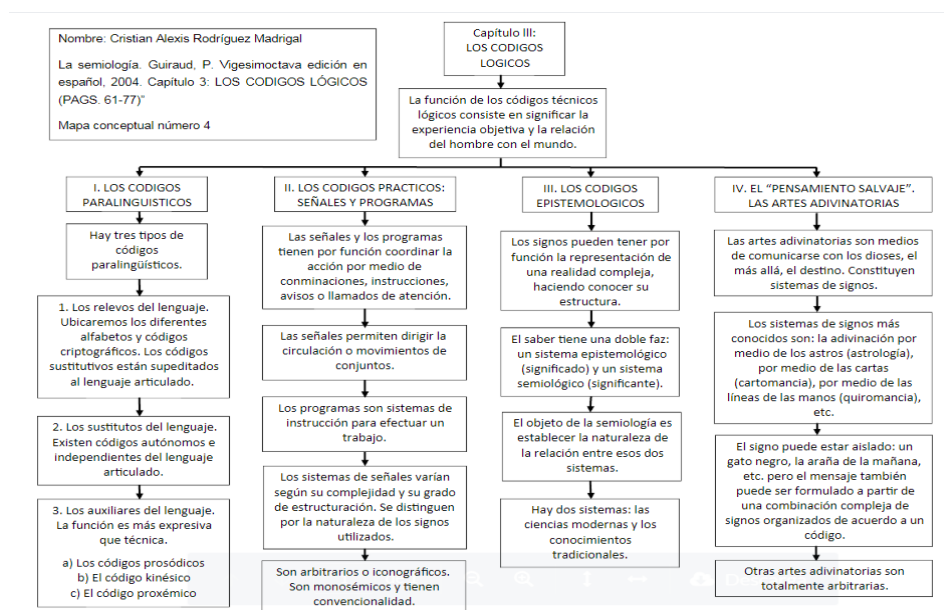 Nombre: Cristian Alexis Rodríguez Madrigal
La semiología. Guiraud, P. Vigesimoctava edición en
español, 2004. Capítulo 3: LOS CODIGOS LÓGICOS
(PAGS. 61-77)”
Mapa conceptual número 4
Capítulo lll:
LOS CODIGOS
LOGICOS
La función de los códigos técnicos
lógicos consiste en significar la
experiencia objetiva y la relación
del hombre con el mundo.
I. LOS CODIGOS
PARALINGUISTICOS
Hay tres tipos de
códigos
paralingüísticos.
1. Los relevos del lenguaje.
Ubicaremos los diferentes
alfabetos y códigos
criptográficos. Los códigos
sustitutivos están supeditados
al lenguaje articulado.
2. Los sustitutos del lenguaje.
Existen códigos autónomos e
independientes del lenguaje
articulado.
3. Los auxiliares del lenguaje.
La función es más expresiva
que técnica.
a) Los códigos prosódicos
b) El código kinésico
c) El código proxémico
II. LOS CODIGOS PRACTICOS:
SEÑALES Y PROGRAMAS
Las señales y los programas
tienen por función coordinar la
acción por medio de
conminaciones, instrucciones,
avisos o llamados de atención.
Las señales permiten dirigir la
circulación o movimientos de
conjuntos.
Los programas son sistemas de
instrucción para efectuar un
trabajo.
Los sistemas de señales varían
según su complejidad y su grado
de estructuración. Se distinguen
por la naturaleza de los signos
utilizados.
Son arbitrarios o iconográficos.
Son monosémicos y tienen
convencionalidad.
III. LOS CODIGOS
EPISTEMOLOGICOS
Los signos pueden tener por
función la representación de
una realidad compleja,
haciendo conocer su
estructura.
El saber tiene una doble faz:
un sistema epistemológico
(significado) y un sistema
semiológico (significante).
El objeto de la semiología es
establecer la naturaleza de
la relación entre esos dos
sistemas.
Hay dos sistemas: las
ciencias modernas y los
conocimientos
tradicionales.
IV. EL “PENSAMIENTO SALVAJE”.
LAS ARTES ADIVINATORIAS
Las artes adivinatorias son medios
de comunicarse con los dioses, el
más allá, el destino. Constituyen
sistemas de signos.
Los sistemas de signos más
conocidos son: la adivinación por
medio de los astros (astrología),
por medio de las cartas
(cartomancia), por medio de las
líneas de las manos (quiromancia),
etc.
El signo puede estar aislado: un
gato negro, la araña de la mañana,
etc. pero el mensaje también
puede ser formulado a partir de
una combinación compleja de
signos organizados de acuerdo a un
código.
Otras artes adivinatorias son
totalmente arbitrarias.